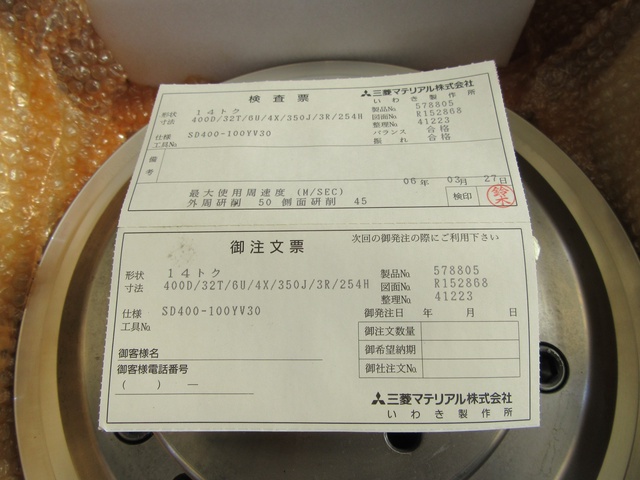 検査票
三菱マテリアル株式会社
いわき製作所
形状 14トク
寸法 400D/32T/6U/4X/350J/3R/254H
仕様 SD400-100YV30
工具No.
製品No. 578805
図面No. R152868
整理No. 41223
バランス 合格
振れ 合格
備考
06年 03月 27日
最大使用周速度 (M/SEC)
外周研削 50 側面研削 45
検印 鈴木
御注文票
次回の御発注の際にご利用下さい
形状 14トク
寸法 400D/32T/6U/4X/350J/3R/254H
製品No. 578805
図面No. R152868
整理No. 41223
仕様 SD400-100YV30
工具No.
御発注日 年 月 日
御注文数量
御希望納期
御社注文No.
御客様名
御客様電話番号
( ) ―
三菱マテリアル株式会社
いわき製作所